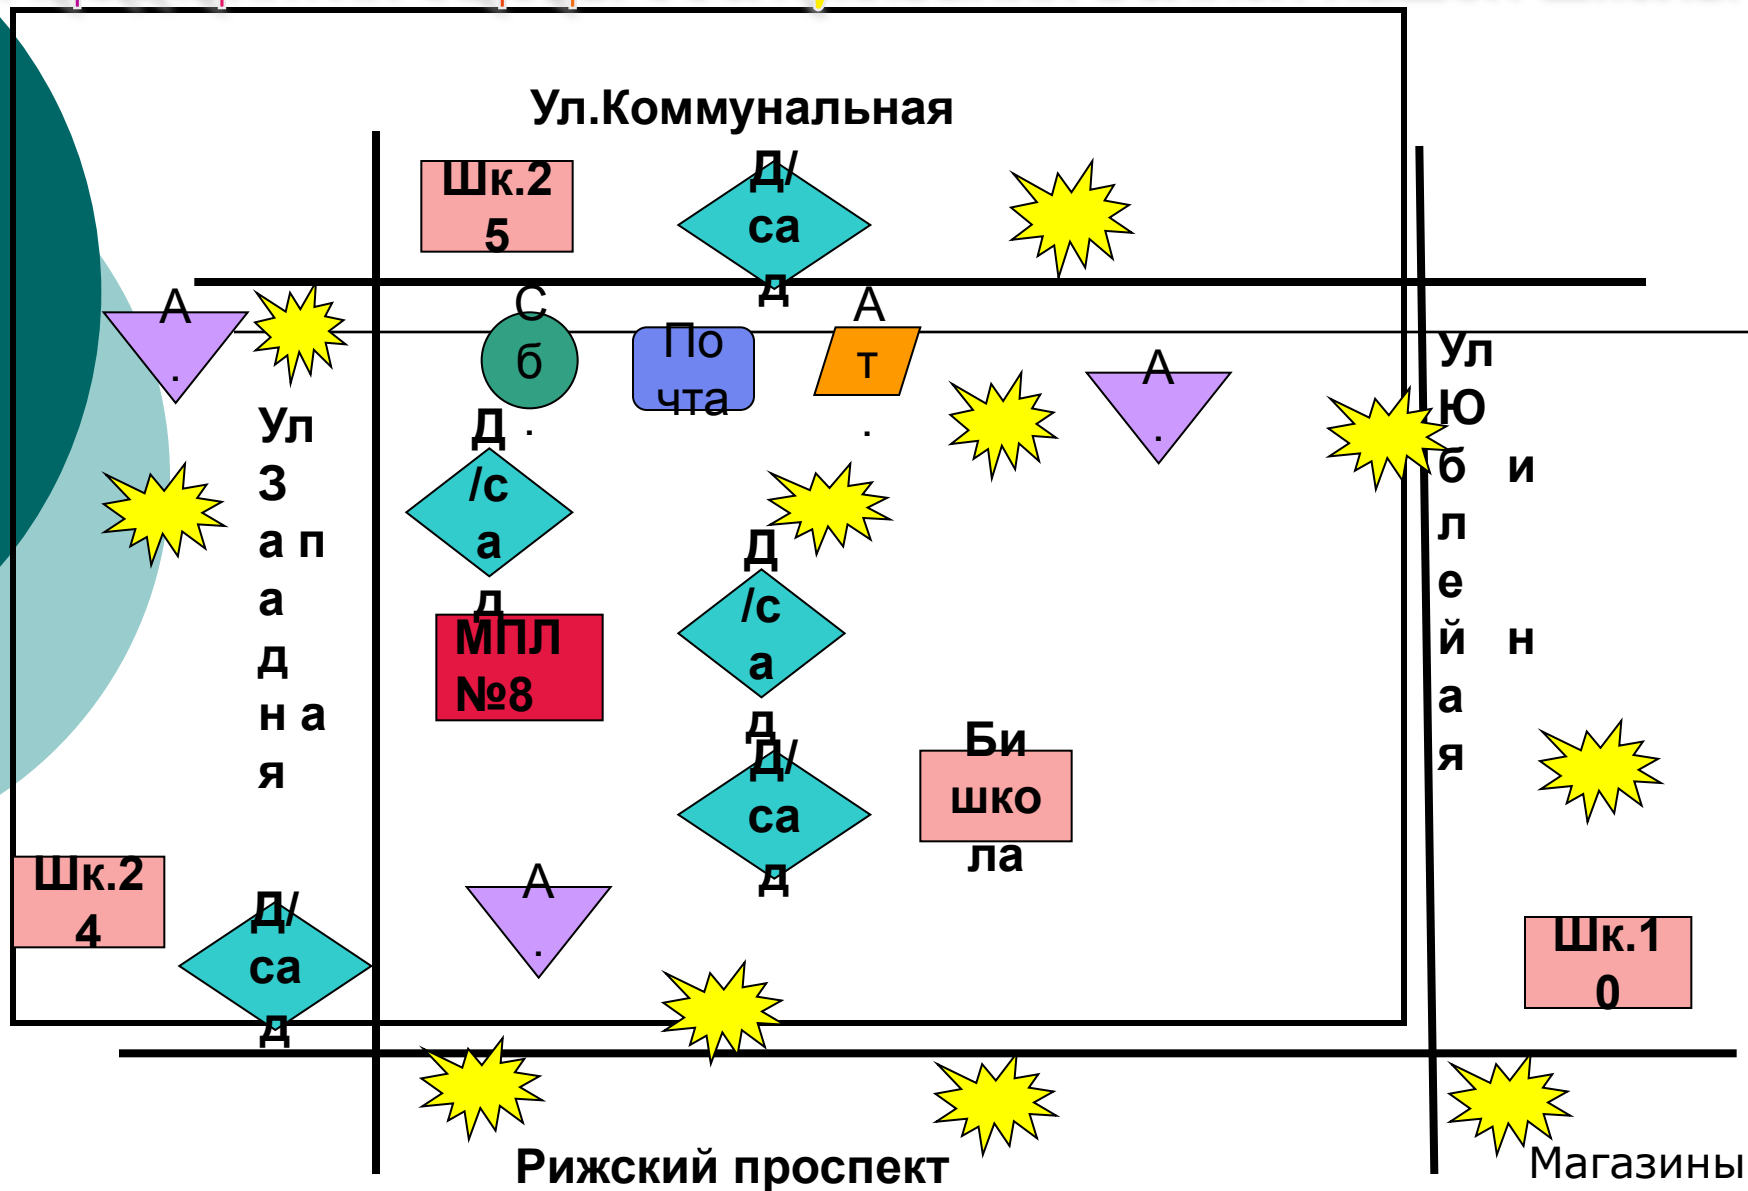 Ул.Коммунальная
Шк.2
5
Д/
са
д
А
.
С
б
.
По
чта
А
т
.
А
.
Ул
З
а п
а
д
н а
я
Ул
Ю
б и
л
е
й н
а
я
Д
/с
а
д
МПЛ
№8
Д
/с
а
д
Д/
са
д
Би
шко
ла
Шк.2
4
Д/
са
д
А
.
Шк.1
0
Рижский проспект
Магазины